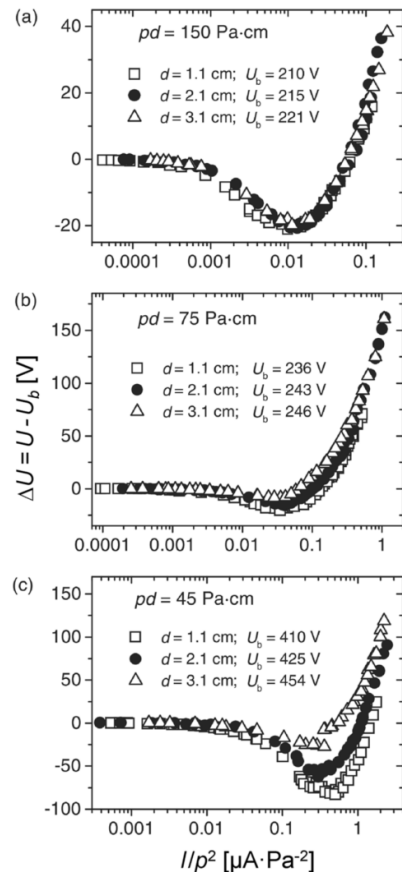 (a)
pd = 150 Pa·cm
d = 1.1 cm; U_b = 210 V
d = 2.1 cm; U_b = 215 V
d = 3.1 cm; U_b = 221 V
40
20
0
-20
0.0001 0.001 0.01 0.1
(b)
pd = 75 Pa·cm
d = 1.1 cm; U_b = 236 V
d = 2.1 cm; U_b = 243 V
d = 3.1 cm; U_b = 246 V
150
100
50
0
0.0001 0.001 0.01 0.1 1
ΔU = U - U_b [V]
(c)
pd = 45 Pa·cm
d = 1.1 cm; U_b = 410 V
d = 2.1 cm; U_b = 425 V
d = 3.1 cm; U_b = 454 V
150
100
50
0
-50
-100
0.001 0.01 0.1 1
I/p² [μA·Pa⁻²]